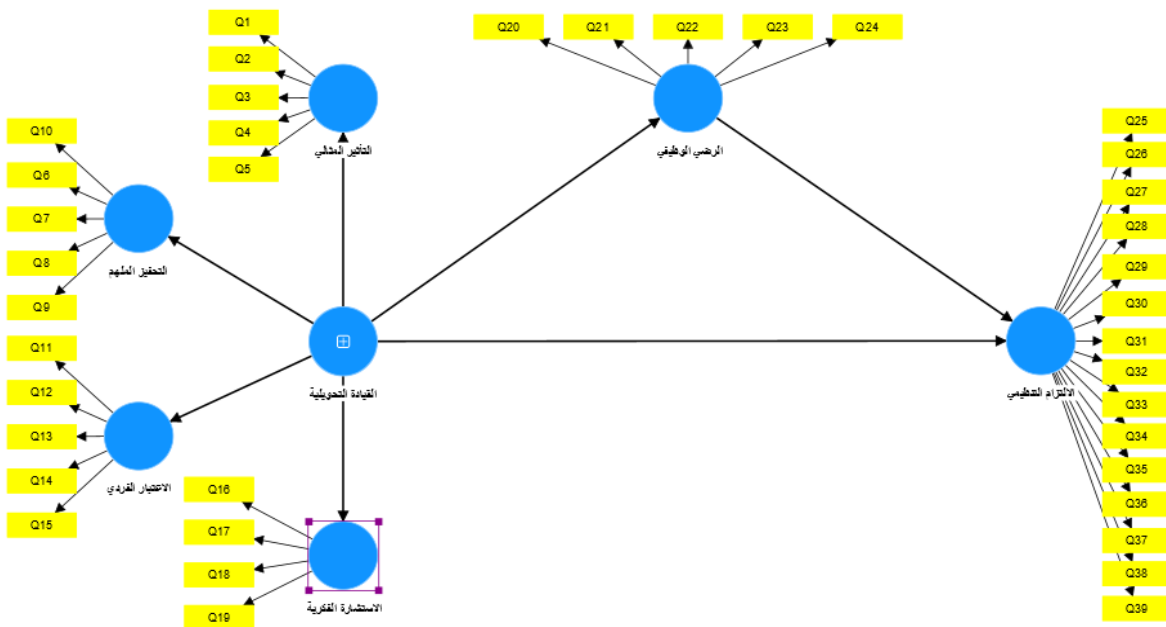 Q1
Q2
Q3
Q4
Q5
التأثير المثالي
Q20
Q21
Q22
Q23
Q24
الرضى الوظيفي
Q10
Q6
Q7
Q8
Q9
التحفيز الملهم
القيادة التحويلية
Q11
Q12
Q13
Q14
Q15
الاعتبار الفردي
Q16
Q17
Q18
Q19
الاستشارة الفكرية
Q25
Q26
Q27
Q28
Q29
Q30
Q31
Q32
Q33
Q34
Q35
Q36
Q37
Q38
Q39
الالتزام التنظيمي